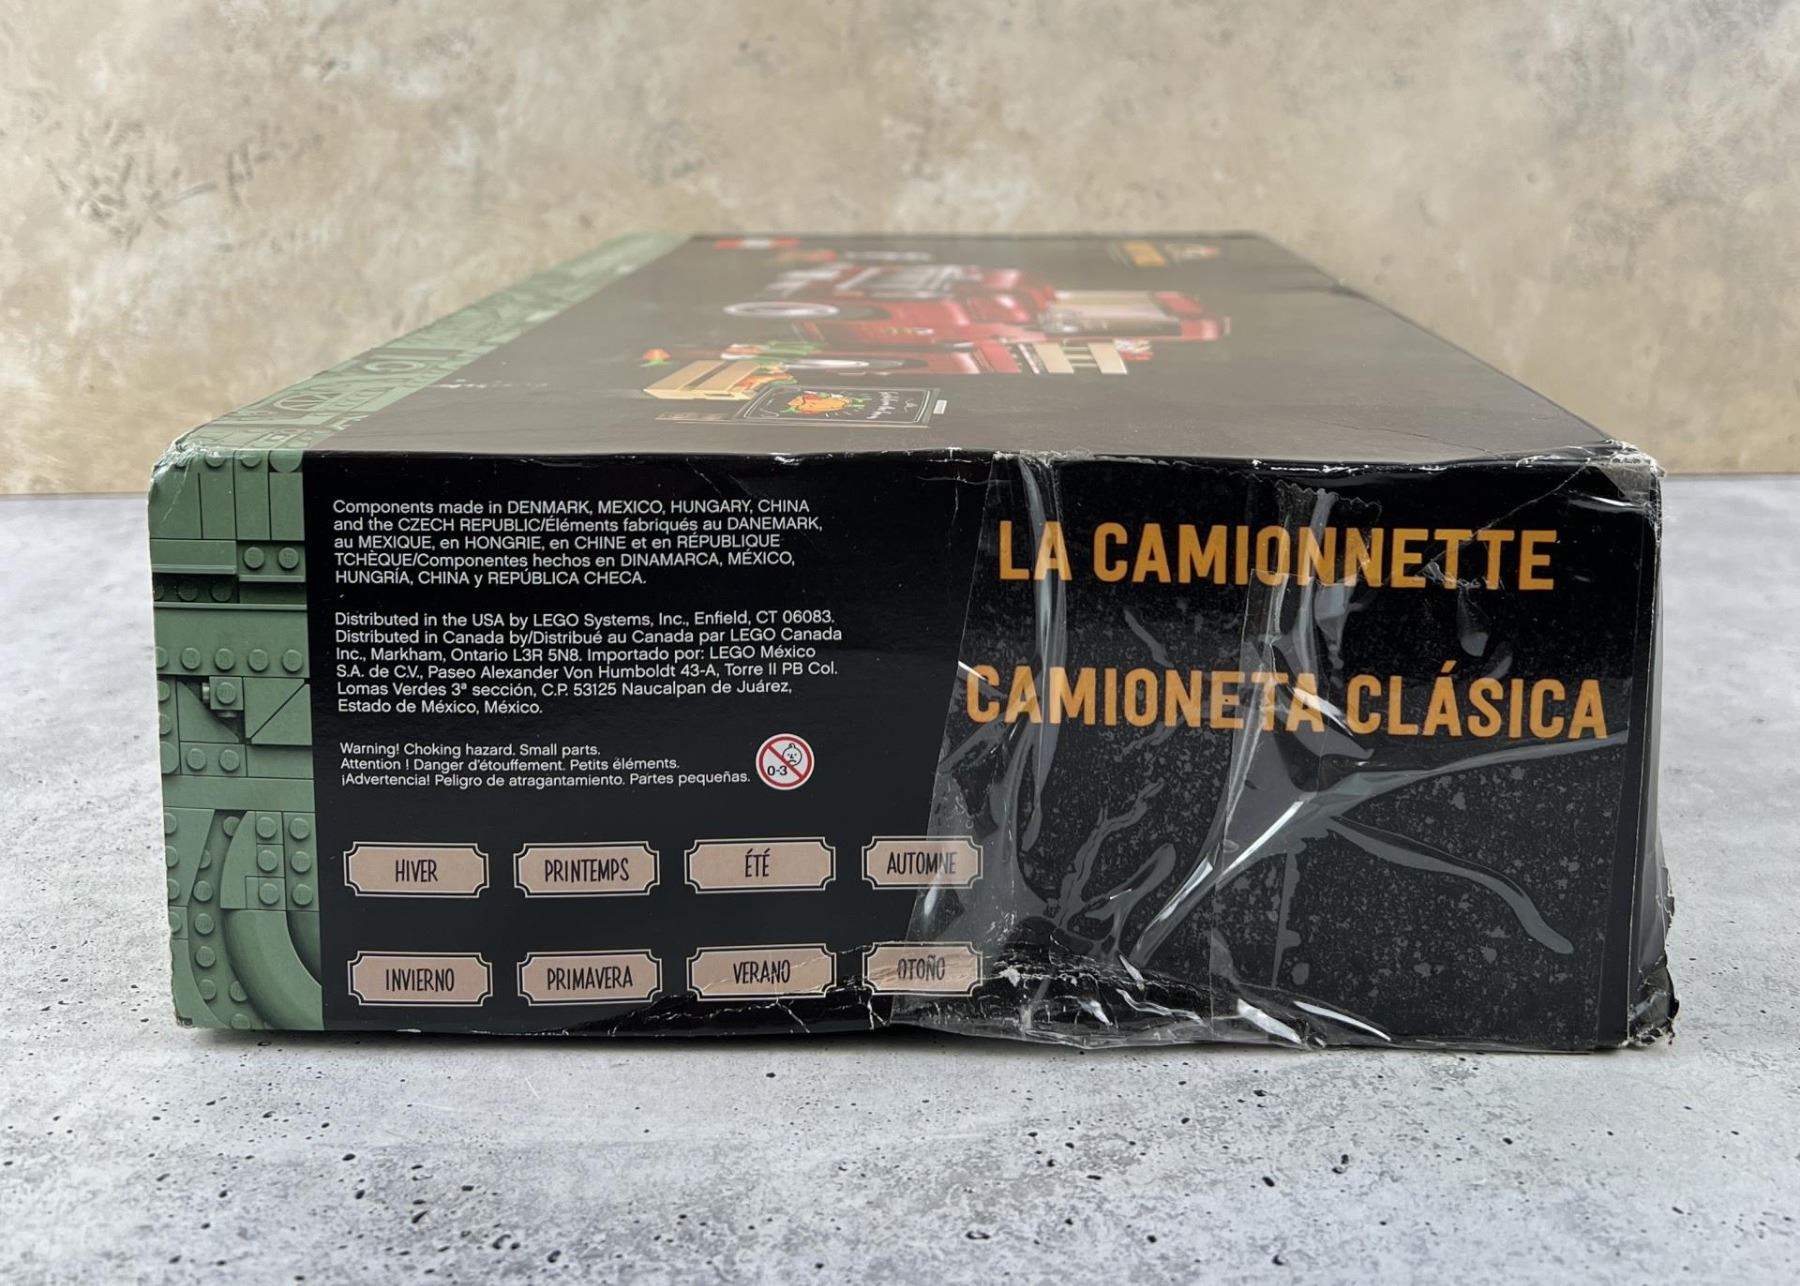 Components made in DENMARK, MEXICO, HUNGARY, CHINA
and the CZECH REPUBLIC/Éléments fabriqués au DANEMARK,
au MEXIQUE, en HONGRIE, en CHINE et en RÉPUBLIQUE
TCHÈQUE/Componentes hechos en DINAMARCA, MÉXICO,
HUNGRÍA, CHINA y REPÚBLICA CHECA.
Distributed in the USA by LEGO Systems, Inc., Enfield, CT 06083.
Distributed in Canada by/Distribué au Canada par LEGO Canada
Inc., Markham, Ontario L3R 5N8. Importado por: LEGO México
S.A. de C.V., Paseo Alexander Von Humboldt 43-A, Torre II PB Col.
Lomas Verdes 3ª sección, C.P. 53125 Naucalpan de Juárez,
Estado de México, México.
Warning! Choking hazard. Small parts.
Attention ! Danger d'étouffement. Petits éléments.
¡Advertencia! Peligro de atragantamiento. Partes pequeñas.
0-3
HIVER PRINTEMPS ÉTÉ AUTOMNE
INVIERNO PRIMAVERA VERANO OTOÑO
LA CAMIONNETTE
CAMIONETA CLÁSICA